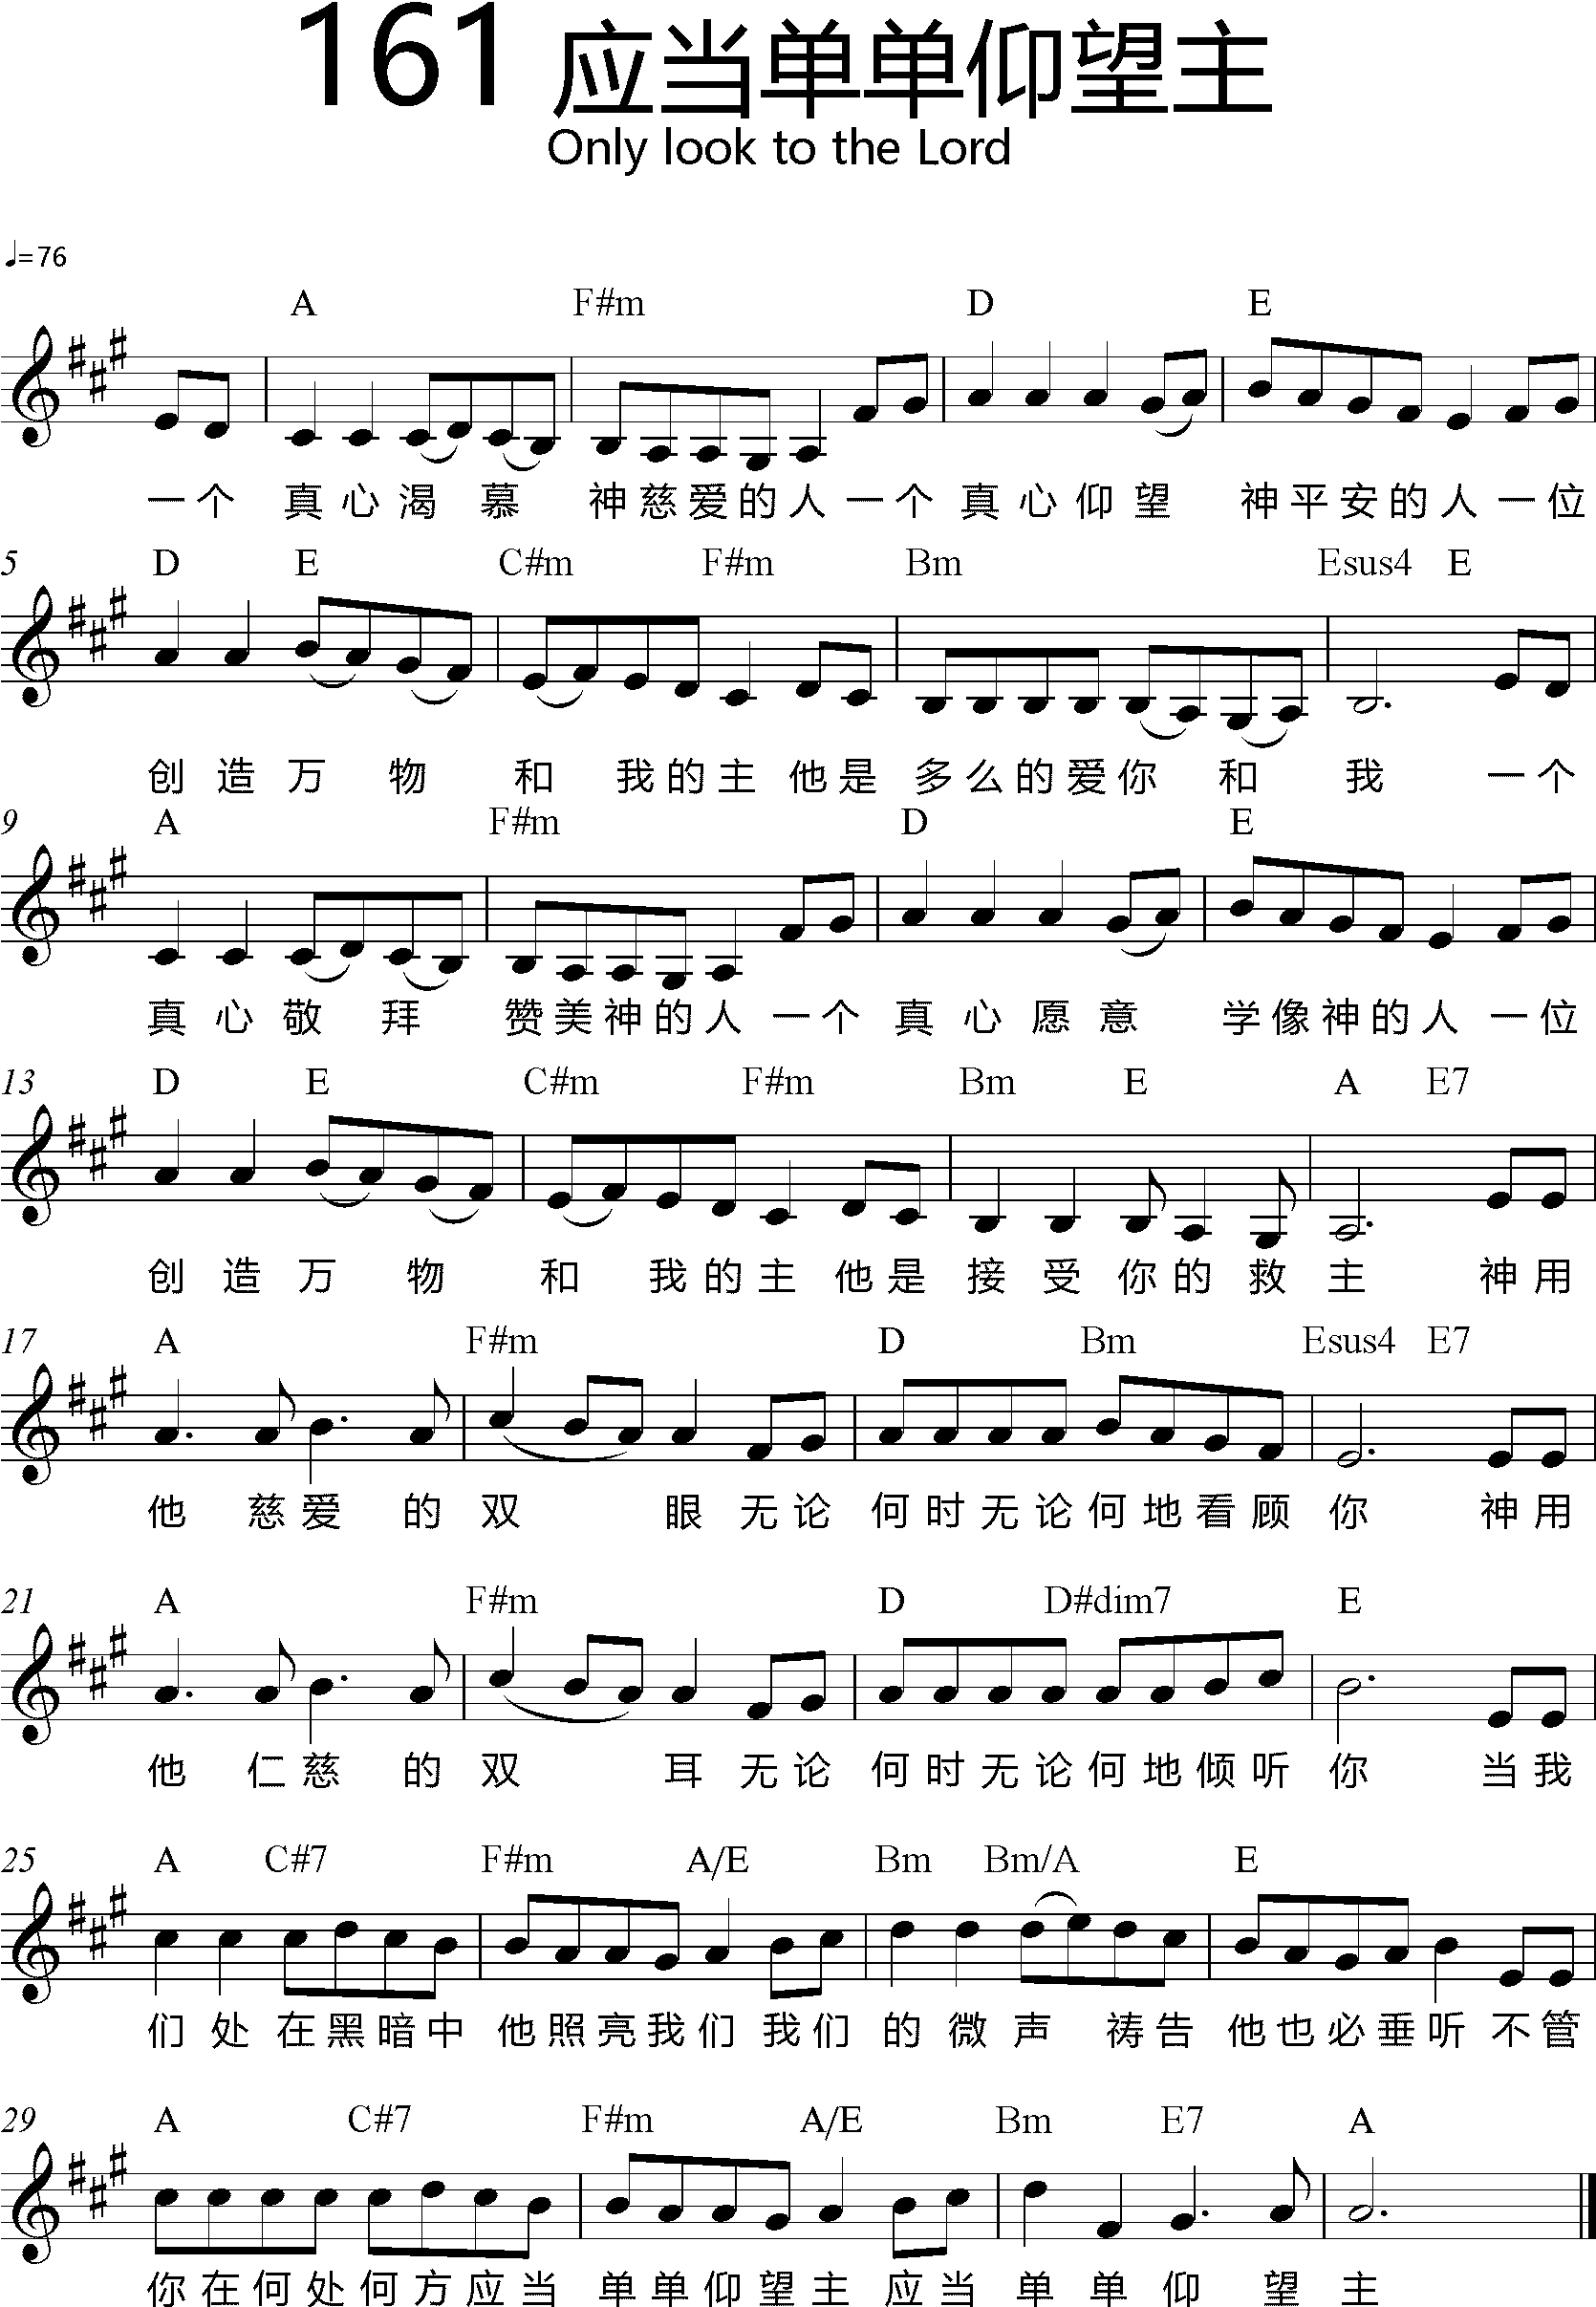 161 应当单单仰望主
Only look to the Lord
♩=76
A F#m D E
一个 真心渴慕 神慈爱的人一个 真心仰望 神平安的人一位
5 D E C#m F#m Bm Esus4 E
创造万物 和我的主他是多么的爱你和我 一个
9 A F#m D E
真心敬拜 赞美神的人一个真心愿意 学像神的人一位
13 D E C#m F#m Bm E A E7
创造万物 和我的主他是接受你的救主 神用
17 A F#m D Bm Esus4 E7
他慈爱的双眼无论何时无论何地看顾你 神用
21 A F#m D D#dim7 E
他仁慈的双耳无论何时无论何地倾听你 当我
25 A C#7 F#m A/E Bm Bm/A E
们处在黑暗中他照亮我们我们的微声祷告他也必垂听不管
29 A C#7 F#m A/E Bm E7 A
你在何处何方应当单单仰望主应当单单仰望主